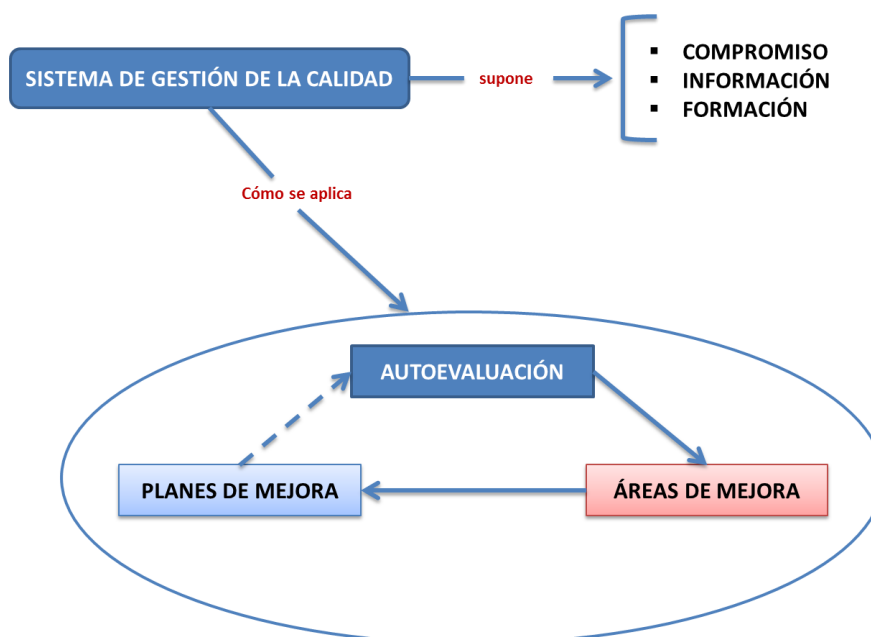 SISTEMA DE GESTIÓN DE LA CALIDAD
supone
▪ COMPROMISO
▪ INFORMACIÓN
▪ FORMACIÓN
Cómo se aplica
AUTOEVALUACIÓN
PLANES DE MEJORA
ÁREAS DE MEJORA